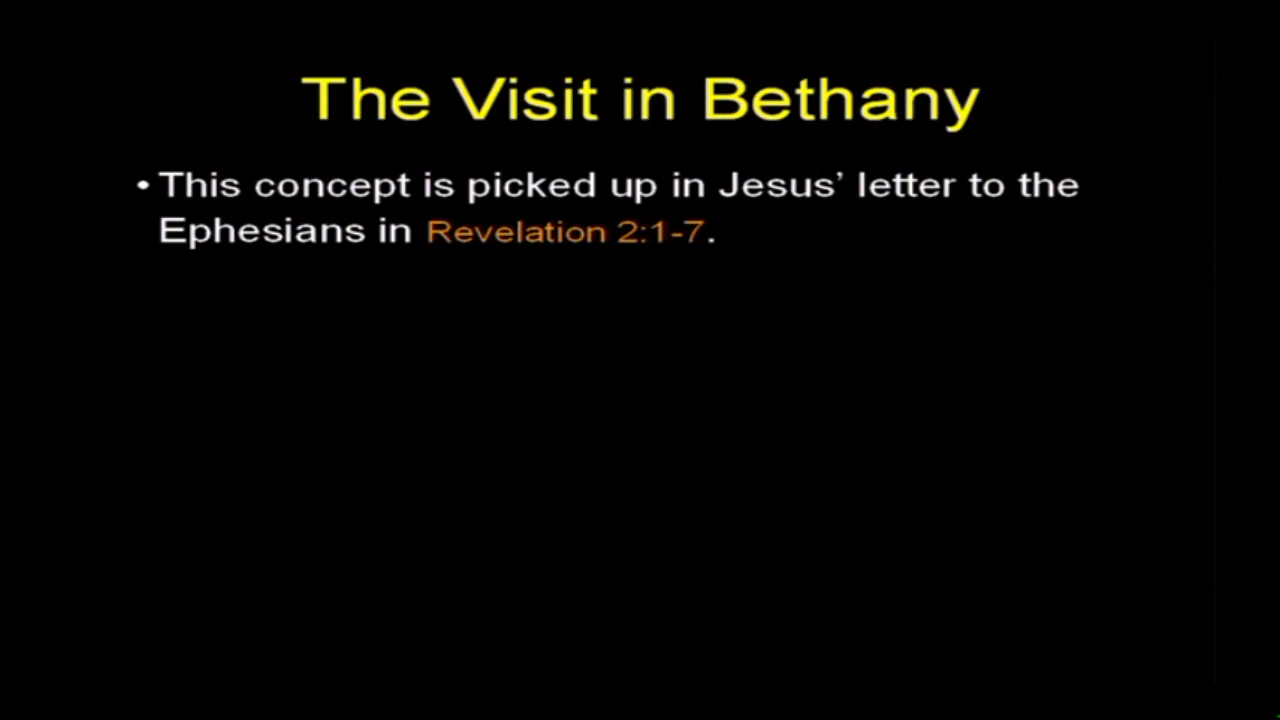 The Visit in Bethany
• This concept is picked up in Jesus’ letter to the
Ephesians in Revelation 2:1-7.